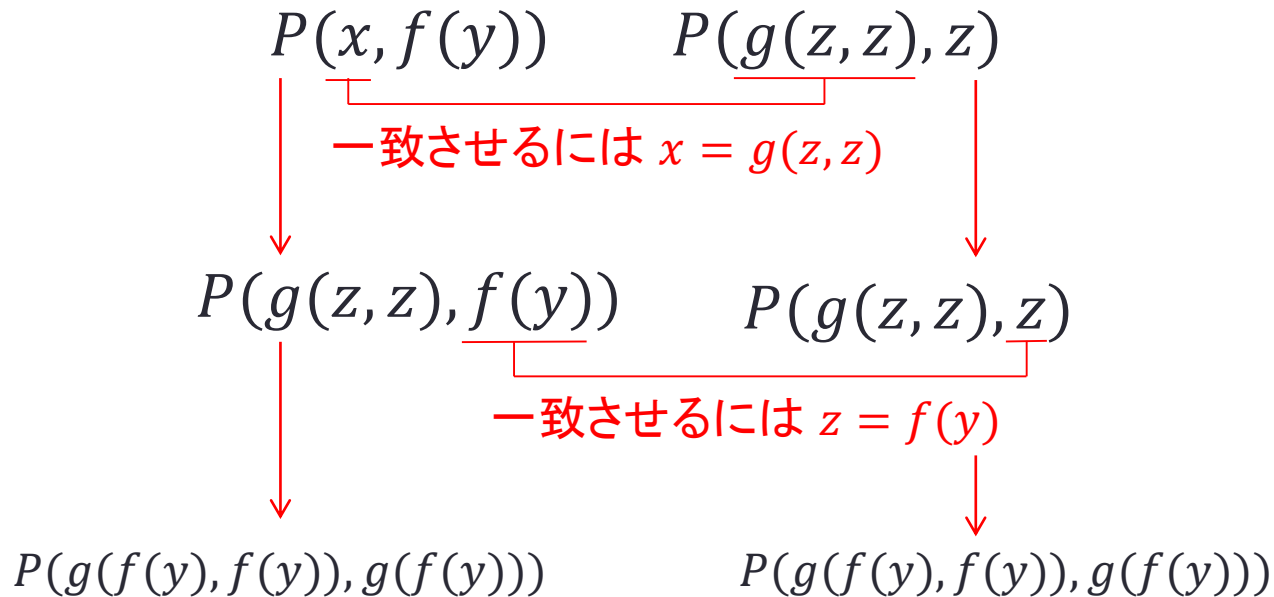 P(x, f(y)) P(g(z, z), z)
一致させるには x = g(z, z)
P(g(z, z), f(y)) P(g(z, z), z)
一致させるには z = f(y)
P(g(f(y), f(y)), g(f(y))) P(g(f(y), f(y)), g(f(y)))